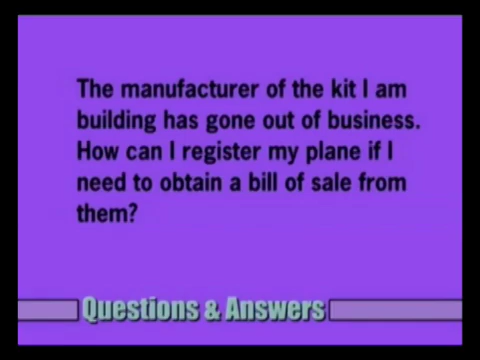 The manufacturer of the kit I am
building has gone out of business.
How can I register my plane if I
need to obtain a bill of sale from
them?
Questions & Answers